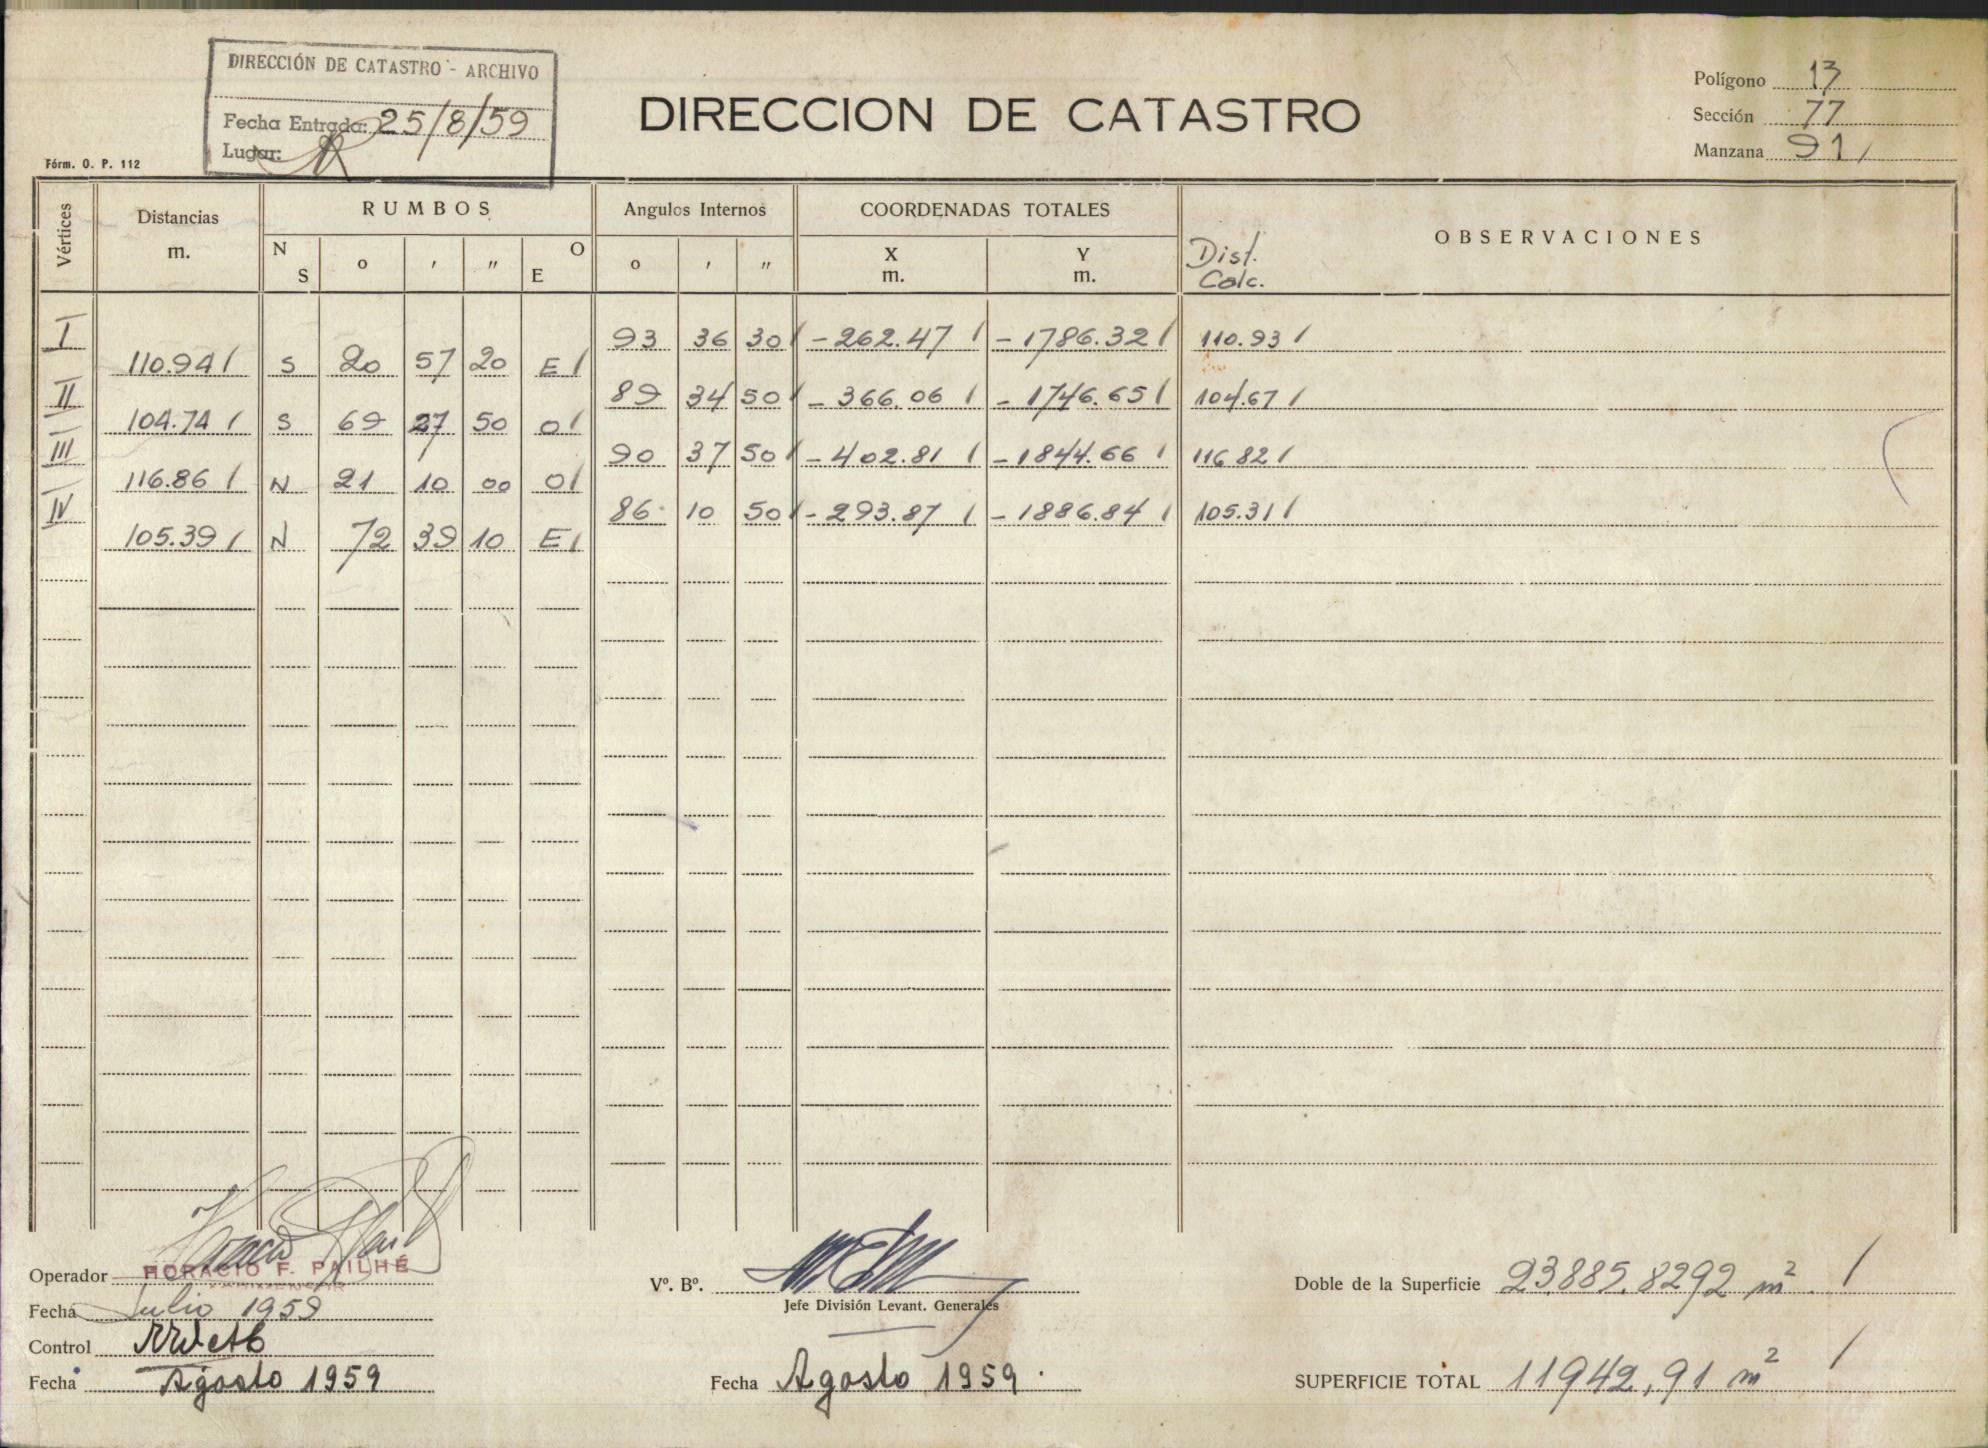 DIRECCIÓN DE CATASTRO - ARCHIVO
Fecha Entrada: 25/8/59
Lugar:
Fórm. O. P. 112
DIRECCION DE CATASTRO
Polígono 13
Sección 77
Manzana 91
Vértices Distancias m. RUMBOS Angulos Internos COORDENADAS TOTALES OBSERVACIONES
N S o ' " O E o ' " X m. Y m. Dist. Calc.
I 93 36 30 - 262.47 - 1786.32 110.93
110.94 S 20 57 20 E
II 89 34 50 - 366.06 - 1746.65 104.67
104.74 S 69 27 50 O
III 90 37 50 - 402.81 - 1844.66 116.82
116.86 N 21 10 00 O
IV 86 10 50 - 293.87 - 1886.84 105.31
105.39 N 72 39 10 E
Operador HORACIO F. PAILHÉ
Fecha Julio 1959
Control
Fecha Agosto 1959
Vº. Bº.
Jefe División Levant. Generales
Fecha Agosto 1959.
Doble de la Superficie 23885.8292 m²
SUPERFICIE TOTAL 11942,91 m²